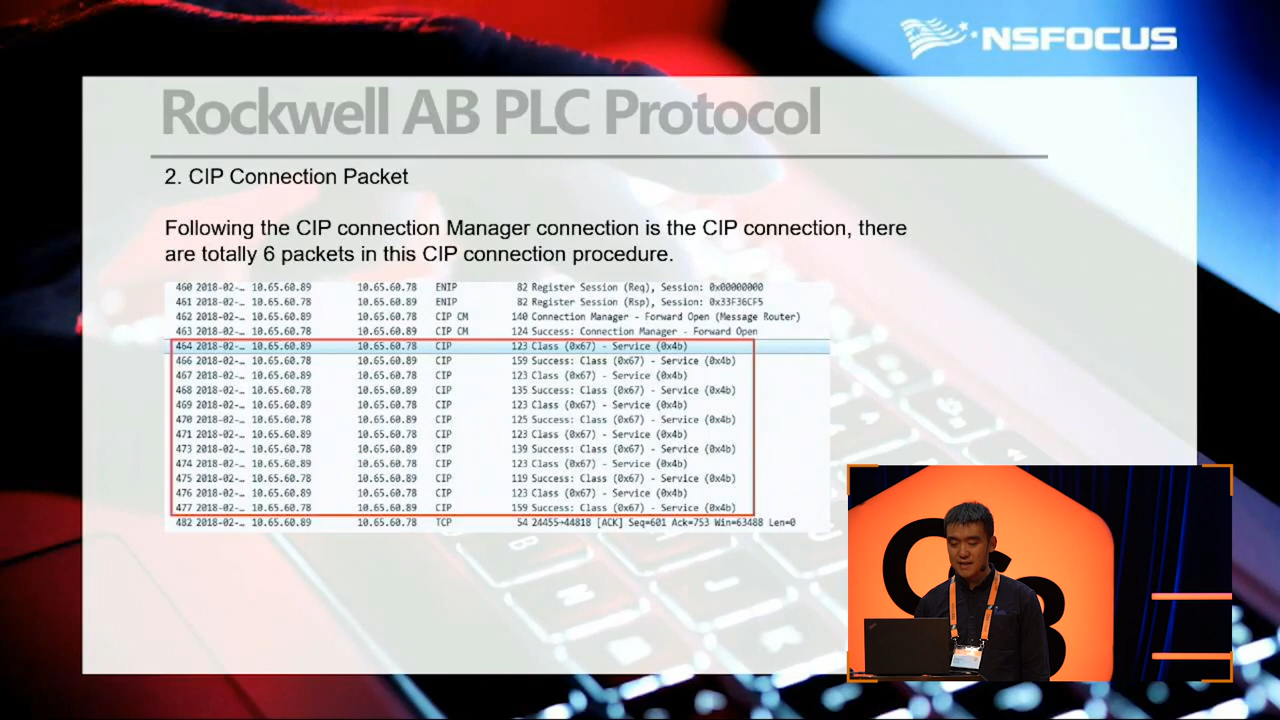 NSFOCUS
Rockwell AB PLC Protocol
2. CIP Connection Packet
Following the CIP connection Manager connection is the CIP connection, there
are totally 6 packets in this CIP connection procedure.
460 2018-02-… 10.65.60.89 10.65.60.78 ENIP 82 Register Session (Req), Session: 0x00000000
461 2018-02-… 10.65.60.78 10.65.60.89 ENIP 82 Register Session (Rsp), Session: 0x33F36CF5
462 2018-02-… 10.65.60.89 10.65.60.78 CIP CM 140 Connection Manager - Forward Open (Message Router)
463 2018-02-… 10.65.60.78 10.65.60.89 CIP CM 124 Success: Connection Manager - Forward Open
464 2018-02-… 10.65.60.89 10.65.60.78 CIP 123 Class (0x67) - Service (0x4b)
466 2018-02-… 10.65.60.78 10.65.60.89 CIP 159 Success: Class (0x67) - Service (0x4b)
467 2018-02-… 10.65.60.89 10.65.60.78 CIP 123 Class (0x67) - Service (0x4b)
468 2018-02-… 10.65.60.78 10.65.60.89 CIP 135 Success: Class (0x67) - Service (0x4b)
469 2018-02-… 10.65.60.89 10.65.60.78 CIP 123 Class (0x67) - Service (0x4b)
470 2018-02-… 10.65.60.78 10.65.60.89 CIP 125 Success: Class (0x67) - Service (0x4b)
471 2018-02-… 10.65.60.89 10.65.60.78 CIP 123 Class (0x67) - Service (0x4b)
473 2018-02-… 10.65.60.78 10.65.60.89 CIP 139 Success: Class (0x67) - Service (0x4b)
474 2018-02-… 10.65.60.89 10.65.60.78 CIP 123 Class (0x67) - Service (0x4b)
475 2018-02-… 10.65.60.78 10.65.60.89 CIP 119 Success: Class (0x67) - Service (0x4b)
476 2018-02-… 10.65.60.89 10.65.60.78 CIP 123 Class (0x67) - Service (0x4b)
477 2018-02-… 10.65.60.78 10.65.60.89 CIP 159 Success: Class (0x67) - Service (0x4b)
482 2018-02-… 10.65.60.89 10.65.60.78 TCP 54 24455→44818 [ACK] Seq=601 Ack=753 Win=63488 Len=0